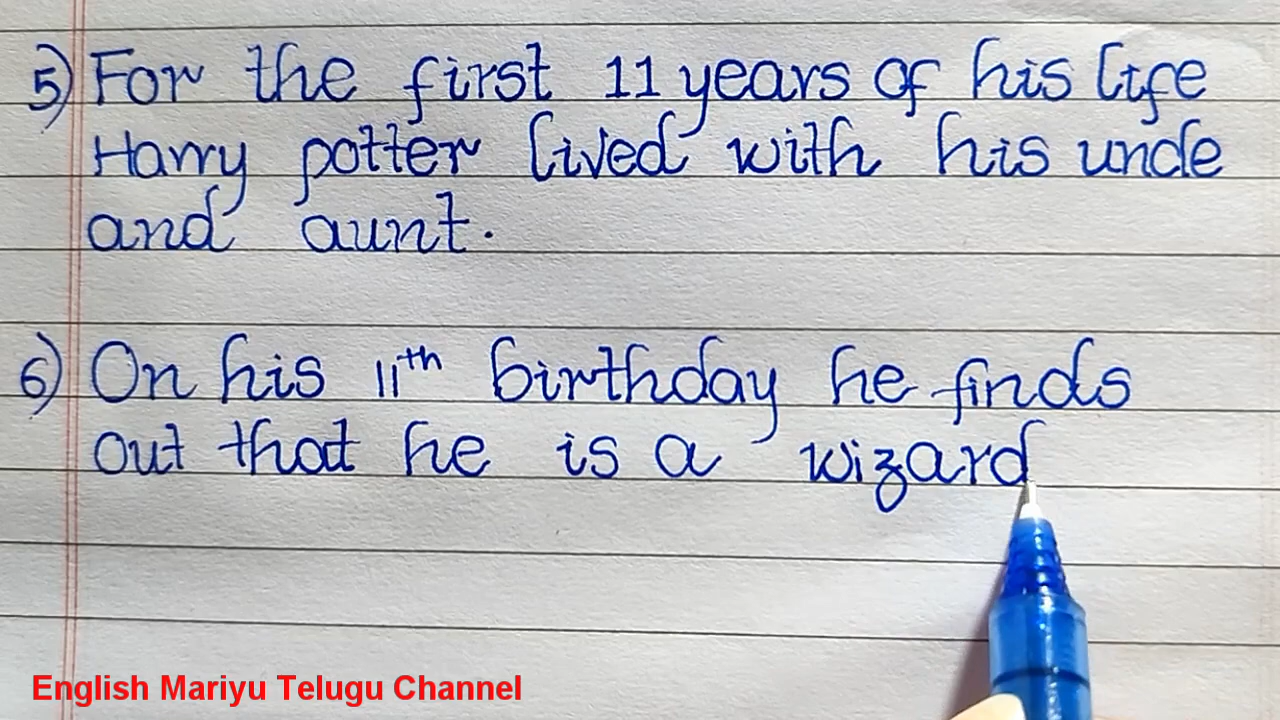 5) For the first 11 years of his life
Harry potter lived with his uncle
and aunt.
6) On his 11th birthday he finds
out that he is a wizard
English Mariyu Telugu Channel